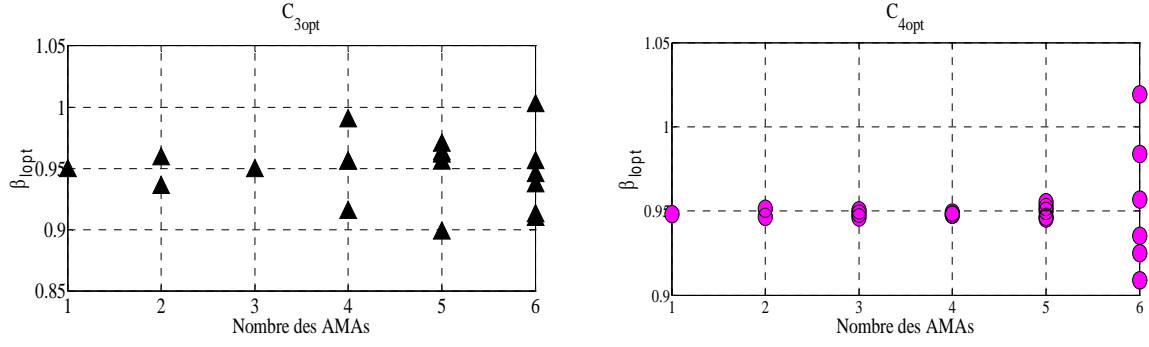 C3opt
1.05
1
0.95
0.9
0.85
βlopt
1 2 3 4 5 6
Nombre des AMAs
C4opt
1.05
1
0.95
0.9
βlopt
1 2 3 4 5 6
Nombre des AMAs